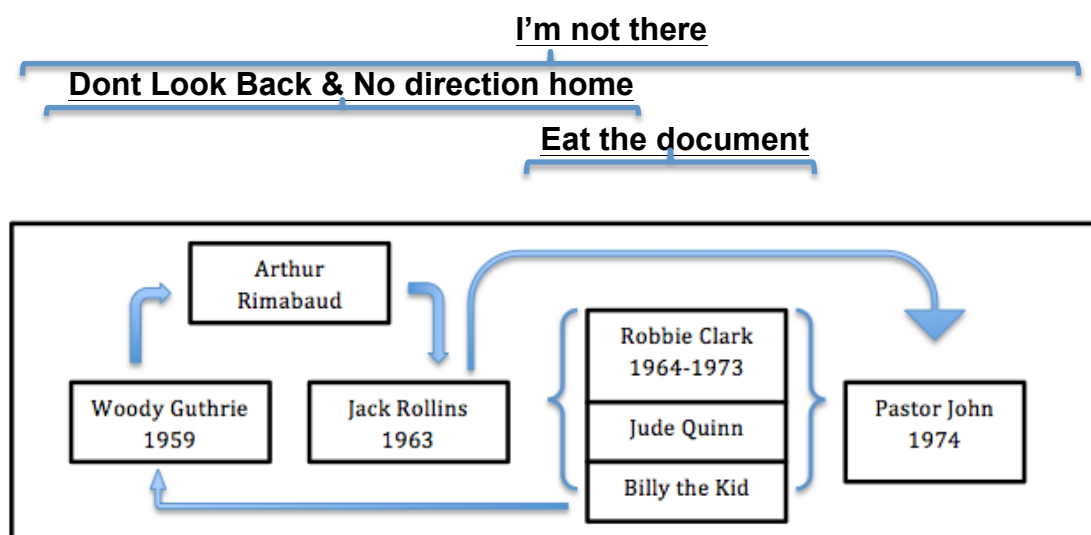 I'm not there
Dont Look Back & No direction home
Eat the document
Arthur
Rimabaud
Robbie Clark
1964-1973
Woody Guthrie
1959
Jack Rollins
1963
Jude Quinn
Pastor John
1974
Billy the Kid